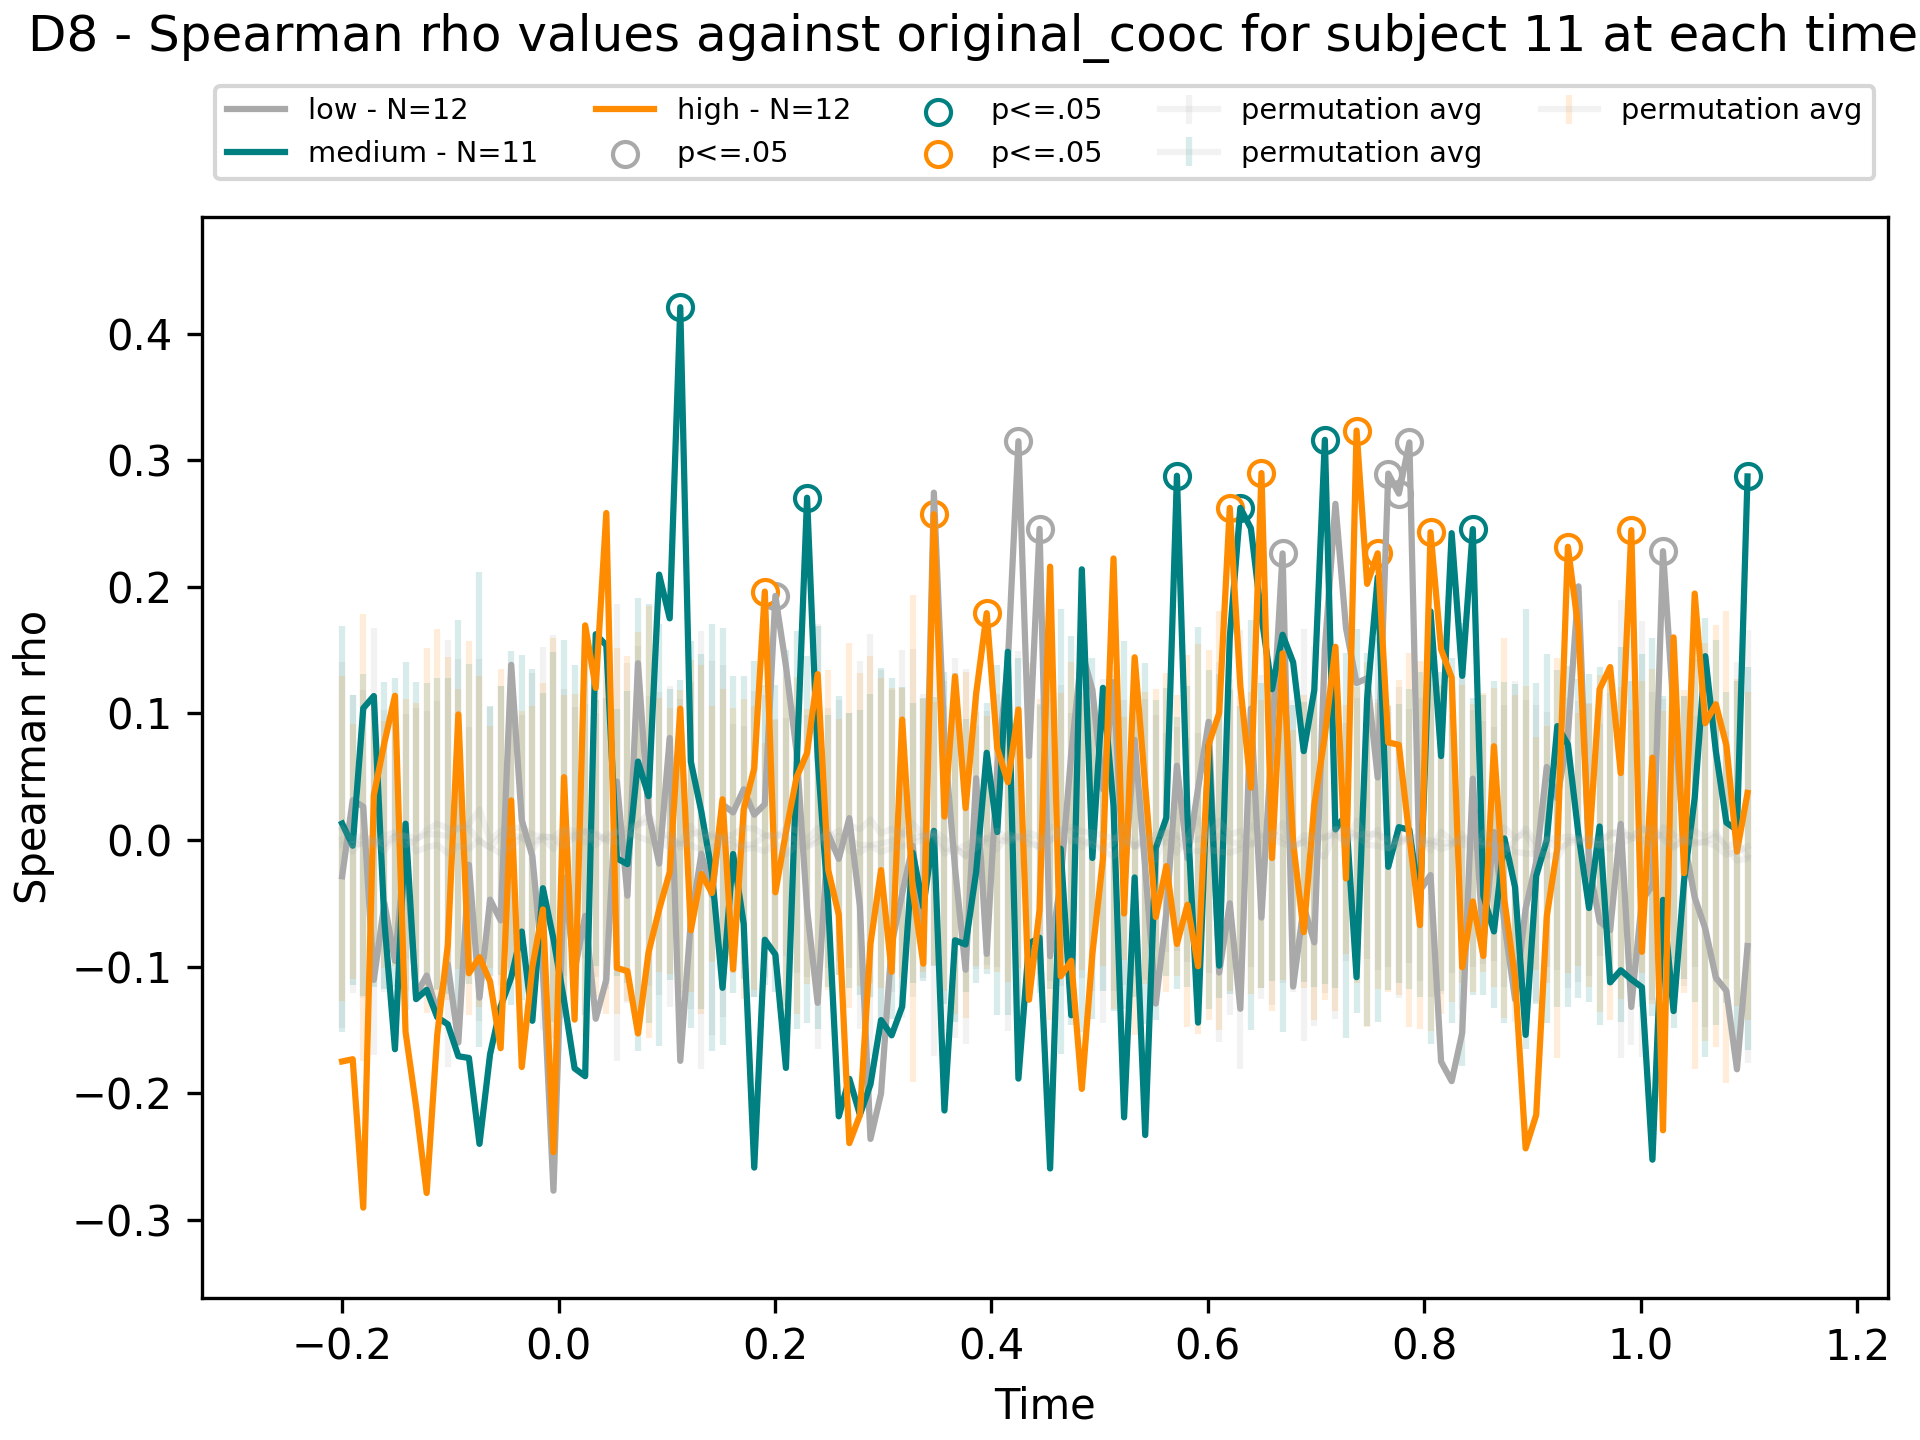 D8 - Spearman rho values against original_cooc for subject 11 at each time
low - N=12
medium - N=11
high - N=12
p<=.05
p<=.05
p<=.05
permutation avg
permutation avg
permutation avg
Spearman rho
0.4
0.3
0.2
0.1
0.0
−0.1
−0.2
−0.3
−0.2
0.0
0.2
0.4
0.6
0.8
1.0
1.2
Time